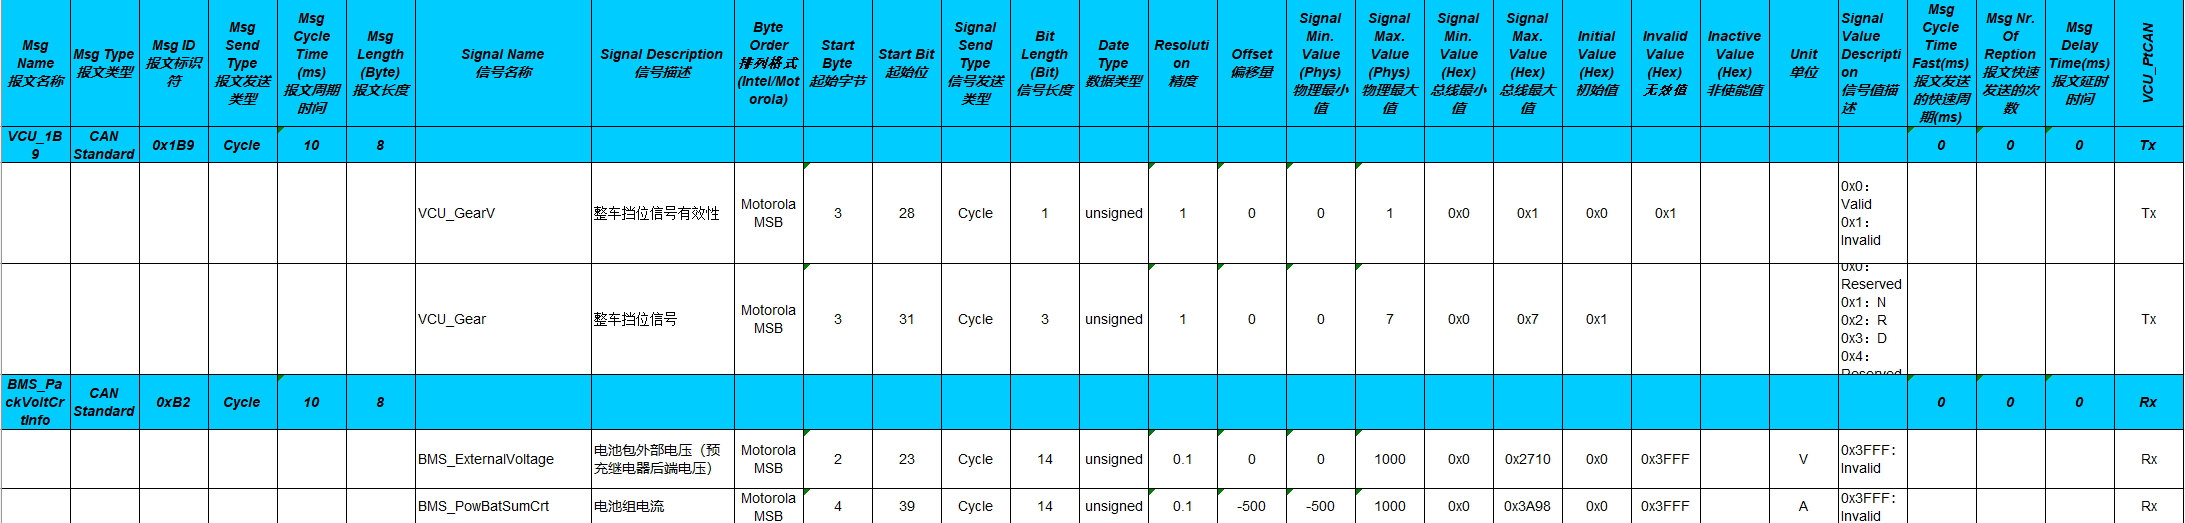 Msg Name 报文名称
Msg Type 报文类型
Msg ID 报文标识符
Msg Send Type 报文发送类型
Msg Cycle Time (ms) 报文周期时间
Msg Length (Byte) 报文长度
Signal Name 信号名称
Signal Description 信号描述
Byte Order 排列格式 (Intel/Motorola)
Start Byte 起始字节
Start Bit 起始位
Signal Send Type 信号发送类型
Bit Length (Bit) 信号长度
Date Type 数据类型
Resolution 精度
Offset 偏移量
Signal Min. Value (Phys) 物理最小值
Signal Max. Value (Phys) 物理最大值
Signal Min. Value (Hex) 总线最小值
Signal Max. Value (Hex) 总线最大值
Initial Value (Hex) 初始值
Invalid Value (Hex) 无效值
Inactive Value (Hex) 非使能值
Unit 单位
Signal Value Description 信号值描述
Msg Cycle Time Fast(ms) 报文发送的快速周期(ms)
Msg Nr. Of Reption 报文快速发送的次数
Msg Delay Time(ms) 报文延时时间
VCU_PtCAN
VCU_1B9 CAN Standard 0x1B9 Cycle 10 8 0 0 0 Tx
VCU_GearV 整车挡位信号有效性 Motorola MSB 3 28 Cycle 1 unsigned 1 0 0 1 0x0 0x1 0x0 0x1 0x0： Valid 0x1： Invalid Tx
VCU_Gear 整车挡位信号 Motorola MSB 3 31 Cycle 3 unsigned 1 0 0 7 0x0 0x7 0x1 0x0： Reserved 0x1：N 0x2：R 0x3：D 0x4： Reserved Tx
BMS_PackVoltCrtInfo CAN Standard 0xB2 Cycle 10 8 0 0 0 Rx
BMS_ExternalVoltage 电池包外部电压（预充继电器后端电压） Motorola MSB 2 23 Cycle 14 unsigned 0.1 0 0 1000 0x0 0x2710 0x0 0x3FFF V 0x3FFF： Invalid Rx
BMS_PowBatSumCrt 电池组电流 Motorola MSB 4 39 Cycle 14 unsigned 0.1 -500 -500 1000 0x0 0x3A98 0x0 0x3FFF A 0x3FFF： Invalid Rx